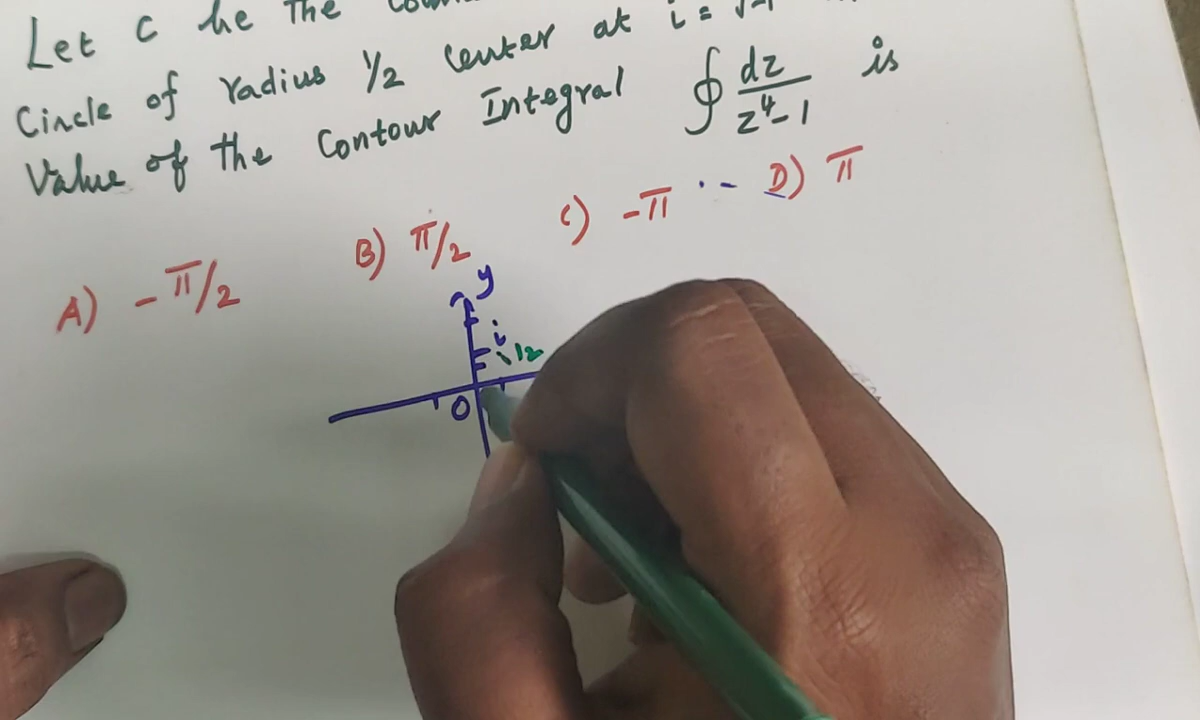 Let C be the
Circle of radius 1/2 center at i = √-1
Value of the Contour Integral ∮ dz/z⁴-1 is
A) -π/2 B) π/2 C) -π D) π
y
i
1/2
0